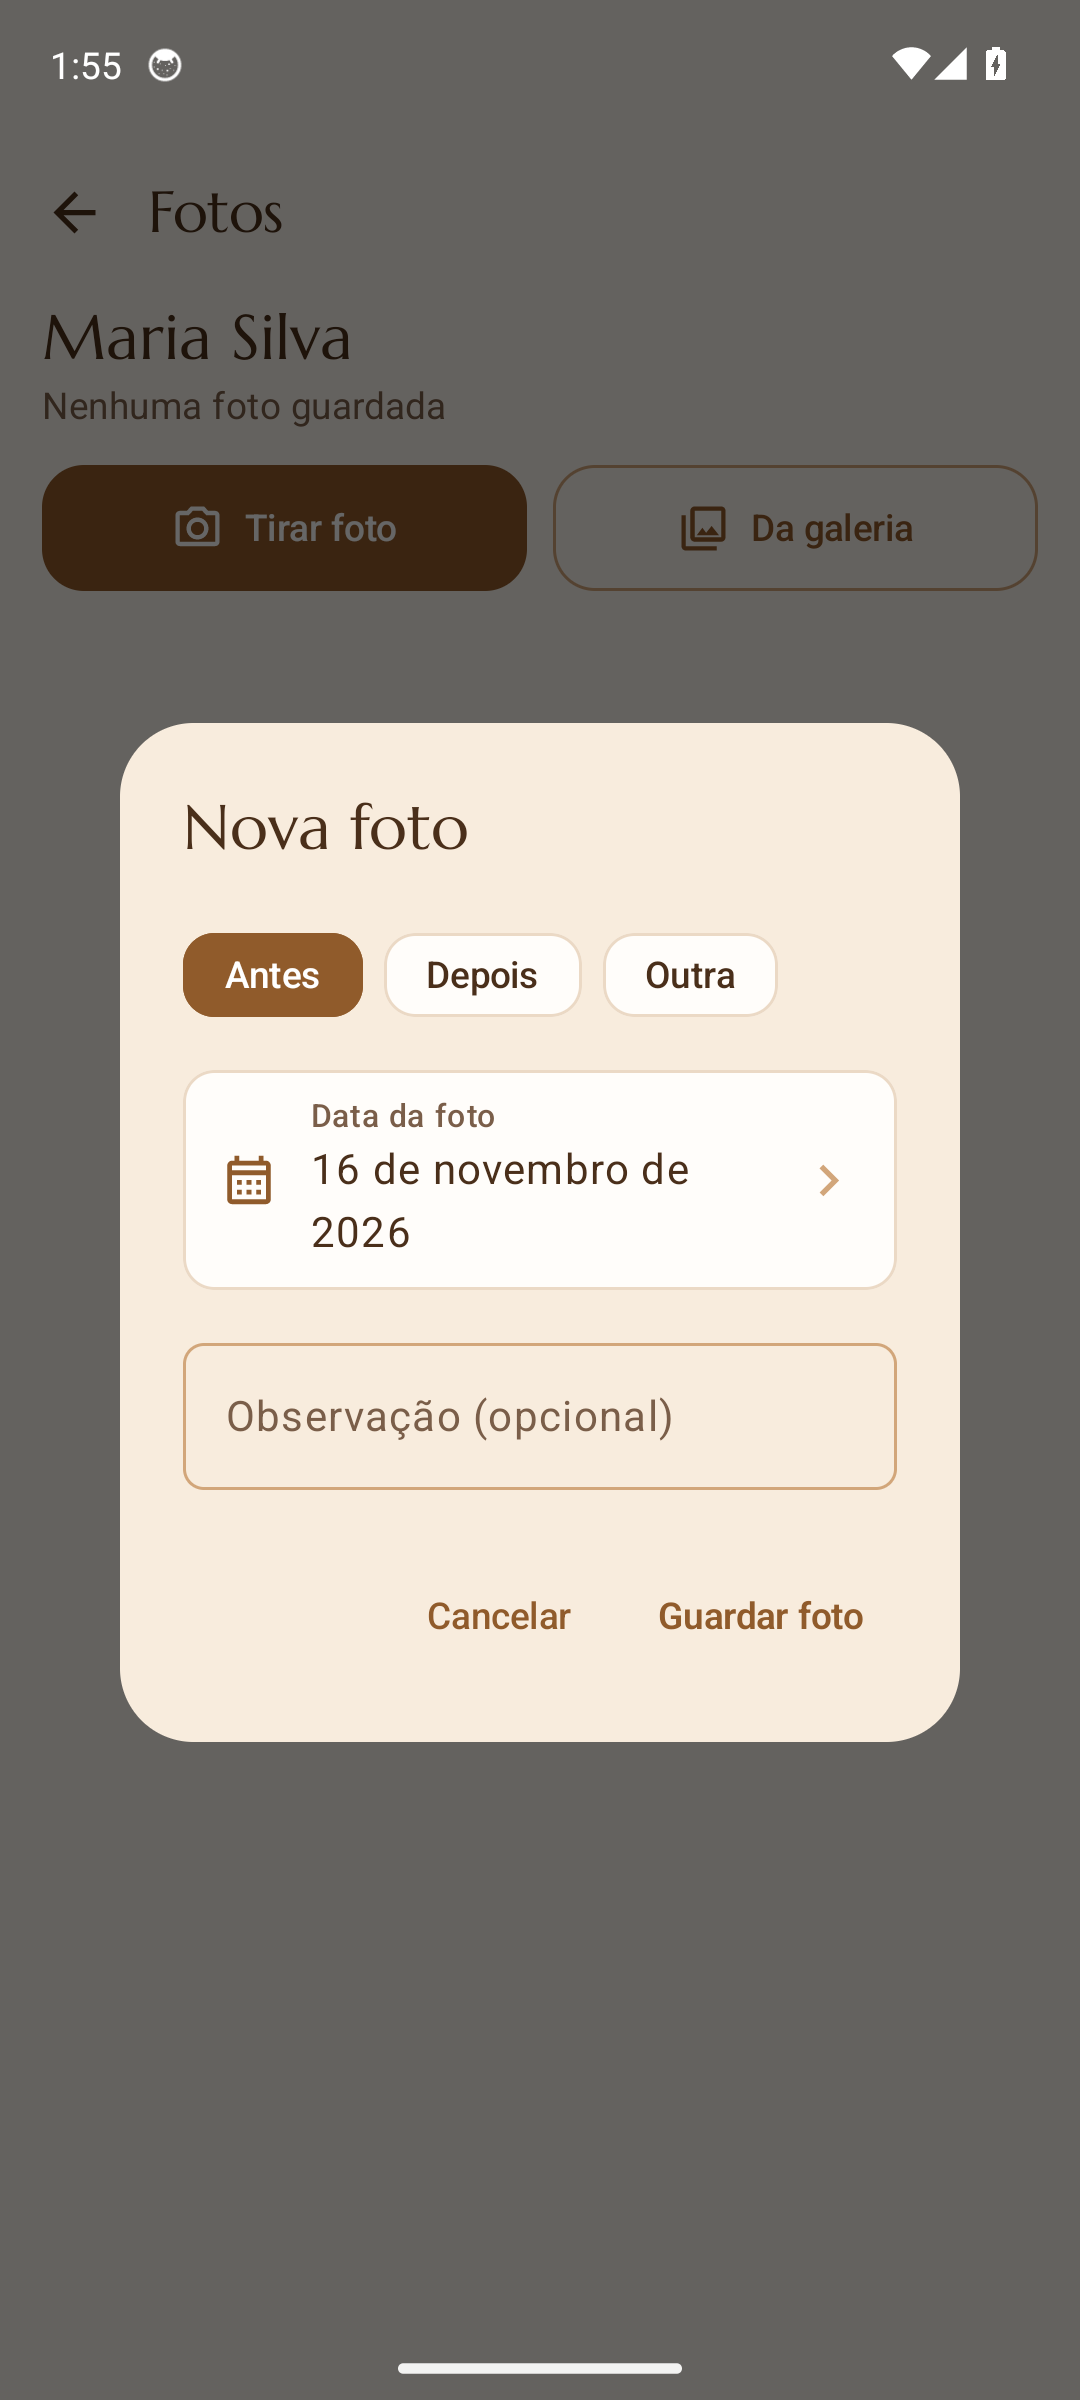 1:55
Fotos
Maria Silva
Nenhuma foto guardada
Tirar foto
Da galeria
Nova foto
Antes
Depois
Outra
Data da foto
16 de novembro de
2026
Observação (opcional)
Cancelar
Guardar foto